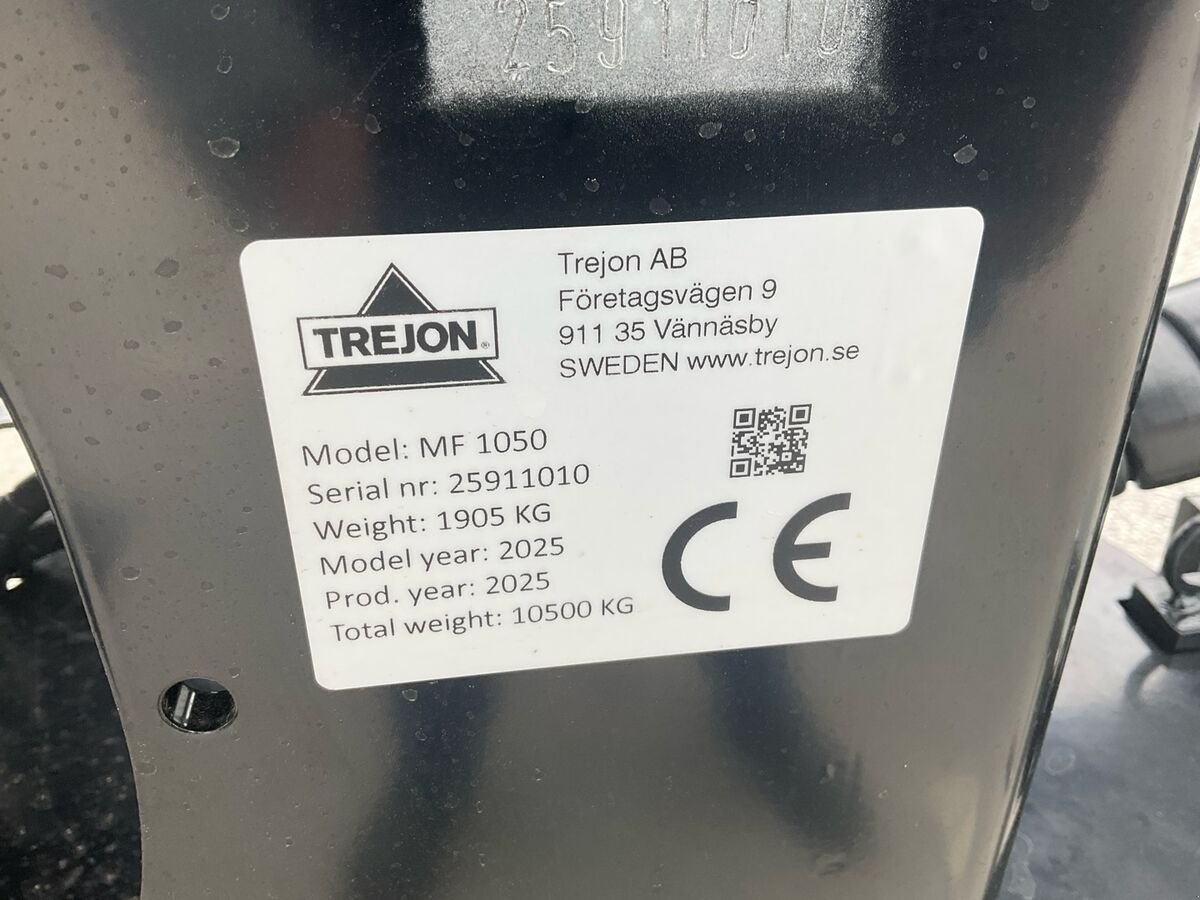 25911010
TREJON®
Trejon AB
Företagsvägen 9
911 35 Vännäsby
SWEDEN www.trejon.se
Model: MF 1050
Serial nr: 25911010
Weight: 1905 KG
Model year: 2025
Prod. year: 2025
Total weight: 10500 KG
CE